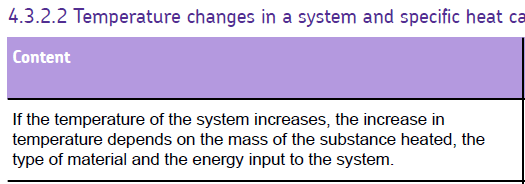 4.3.2.2 Temperature changes in a system and specific heat
Content
If the temperature of the system increases, the increase in
temperature depends on the mass of the substance heated, the
type of material and the energy input to the system.